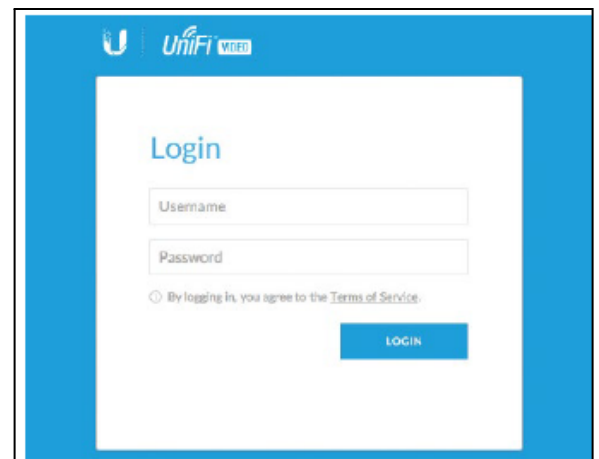 UniFi VIDEO
Login
Username
Password
By logging in, you agree to the Terms of Service.
LOGIN